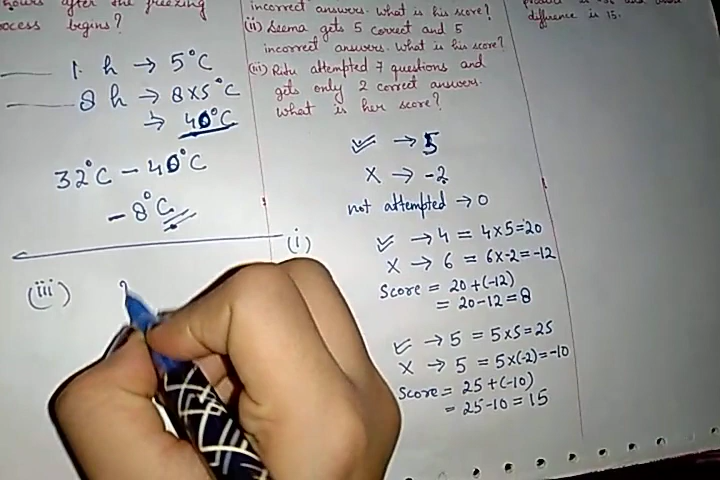 hours after the freezing
process begins?
1 h → 5°C
8 h → 8×5°C
→ 40°C
32°C - 40°C
- 8°C
(iii)
incorrect answers. What is his score?
(ii) Seema gets 5 correct and 5
incorrect answers. What is his score?
(iii) Ritu attempted 7 questions and
gets only 2 correct answers.
What is her score?
✓ → 5
X → -2
not attempted → 0
(i)
✓ → 4 = 4×5=20
X → 6 = 6×-2=-12
Score = 20+(-12)
= 20-12=8
✓ → 5 = 5×5=25
X → 5 = 5×(-2)=-10
Score = 25+(-10)
= 25-10=15
difference is 15.